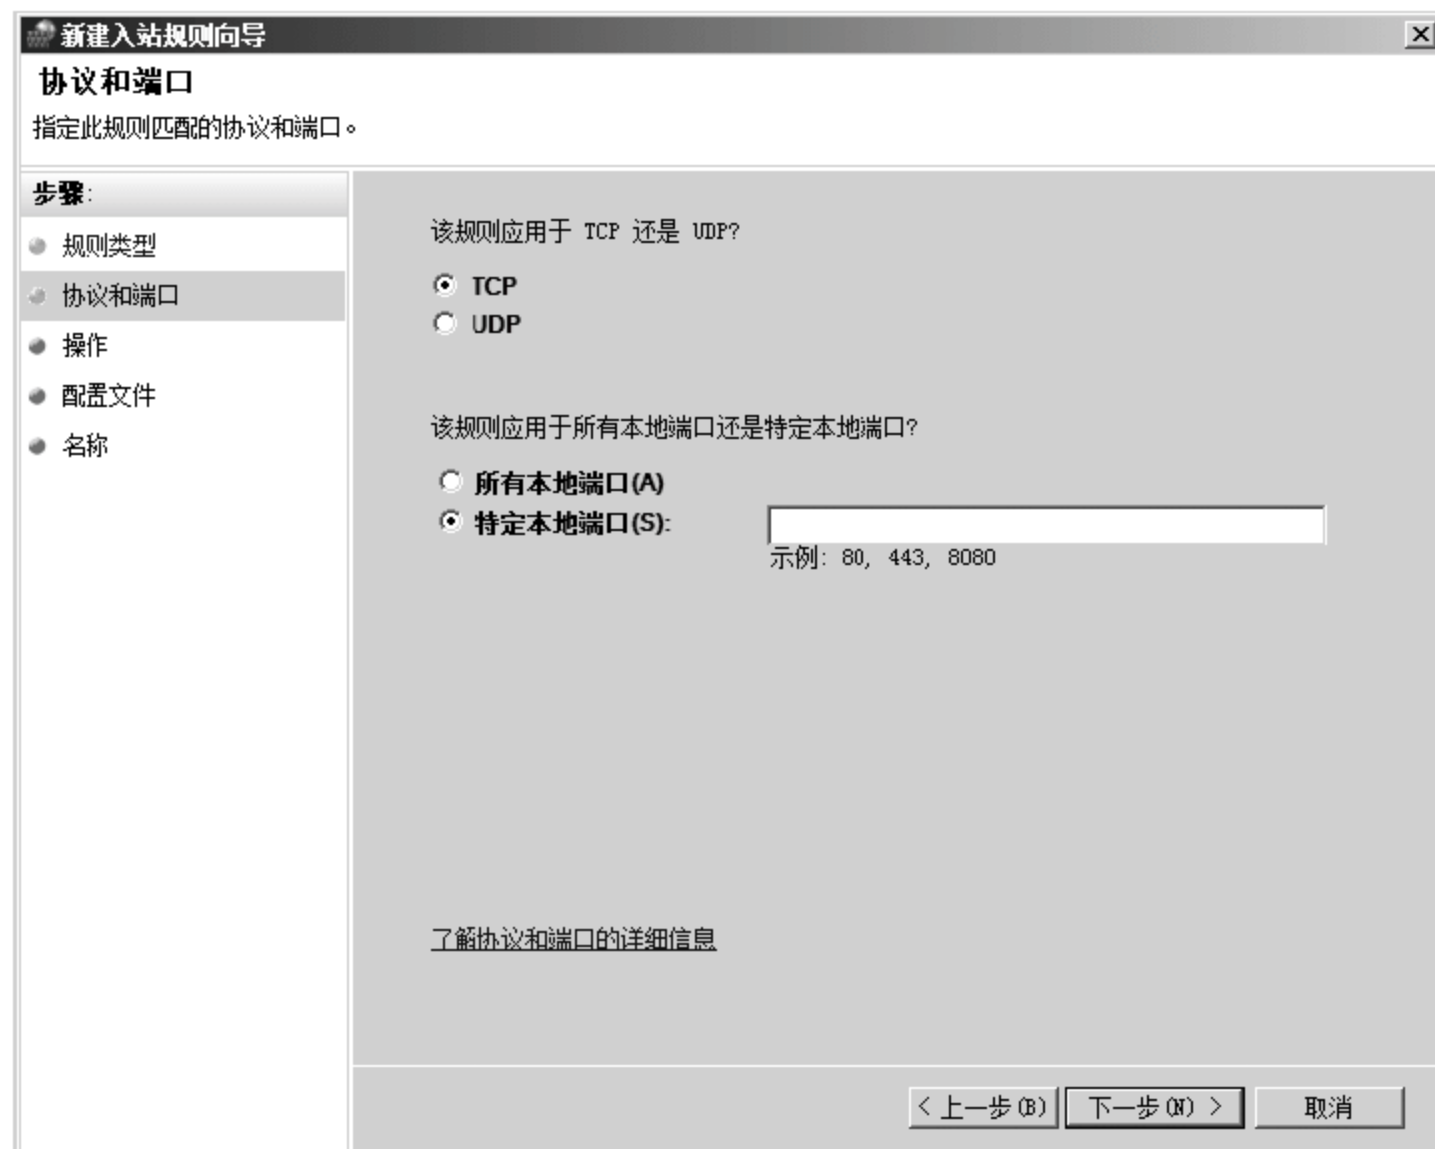 新建入站规则向导
协议和端口
指定此规则匹配的协议和端口。
步骤:
规则类型
协议和端口
操作
配置文件
名称
该规则应用于 TCP 还是 UDP?
TCP
UDP
该规则应用于所有本地端口还是特定本地端口?
所有本地端口(A)
特定本地端口(S):
示例: 80, 443, 8080
了解协议和端口的详细信息
< 上一步(B)
下一步(N) >
取消